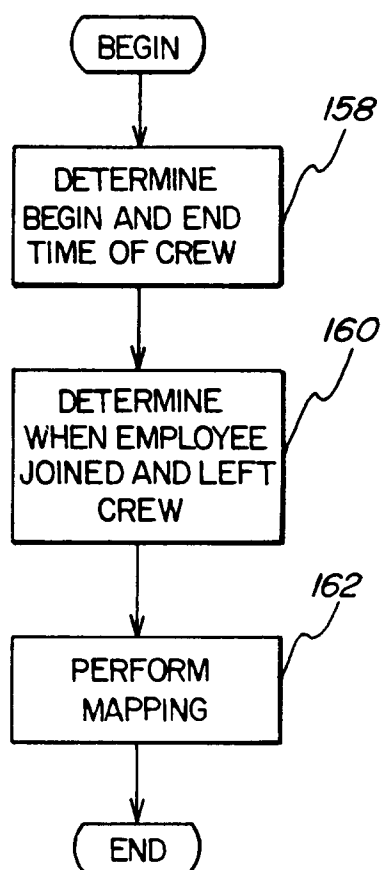 BEGIN
158
DETERMINE
BEGIN AND END
TIME OF CREW
160
DETERMINE
WHEN EMPLOYEE
JOINED AND LEFT
CREW
162
PERFORM
MAPPING
END